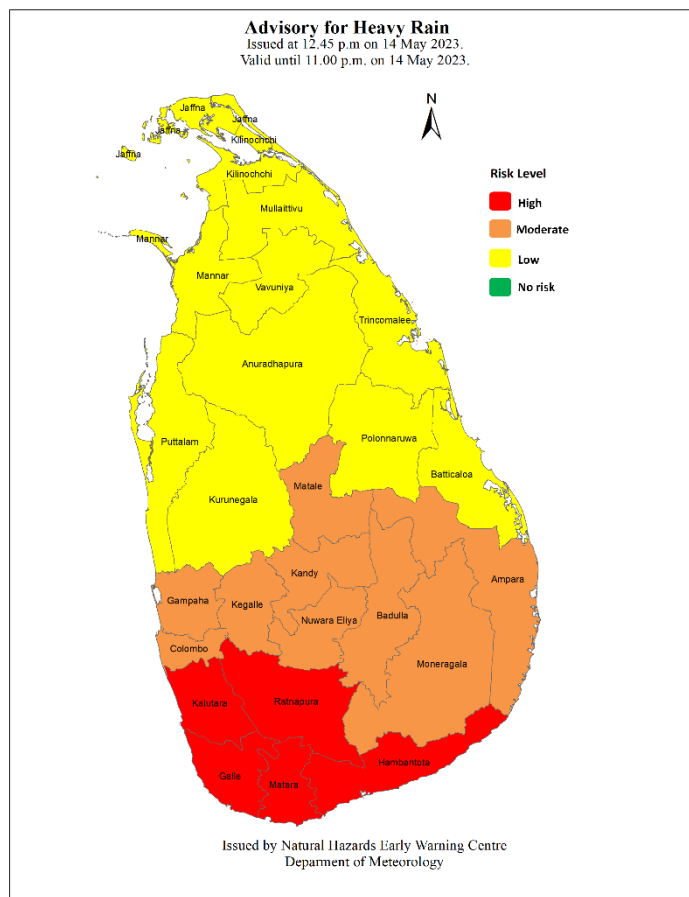 Advisory for Heavy Rain
Issued at 12.45 p.m on 14 May 2023.
Valid until 11.00 p.m. on 14 May 2023.
N
Risk Level
High
Moderate
Low
No risk
Jaffna
Jaffna
Jaffna
Kilinochchi
Jaffna
Kilinochchi
Mullaittivu
Mannar
Mannar
Vavuniya
Trincomalee
Anuradhapura
Puttalam
Polonnaruwa
Batticaloa
Matale
Kurunegala
Kandy
Ampara
Gampaha
Kegalle
Nuwara Eliya
Badulla
Colombo
Moneragala
Kalutara
Ratnapura
Hambantota
Galle
Matara
Issued by Natural Hazards Early Warning Centre
Deparment of Meteorology